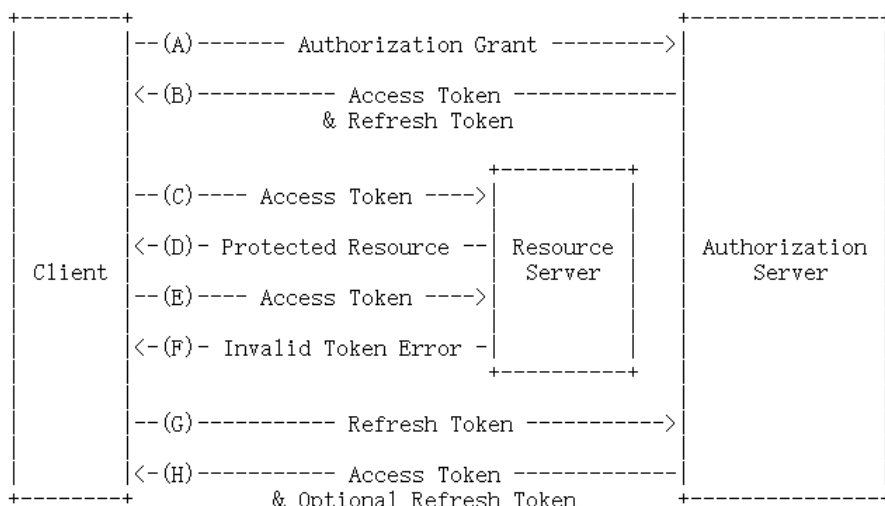 (A) Authorization Grant
(B) Access Token
& Refresh Token
(C) Access Token
(D) Protected Resource Resource Authorization
Client Server Server
(E) Access Token
(F) Invalid Token Error
(G) Refresh Token
(H) Access Token
& Optional Refresh Token